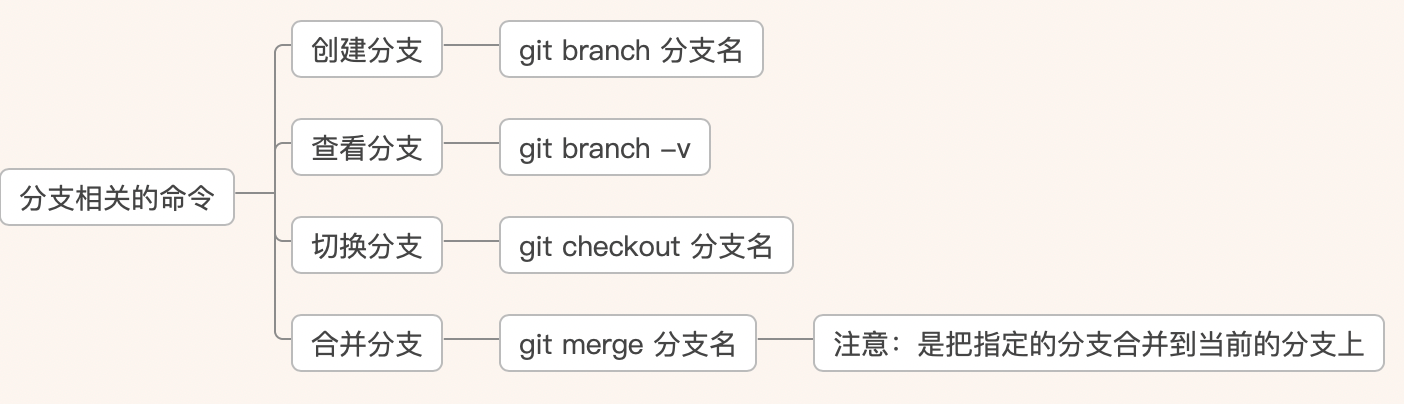 分支相关的命令
创建分支
git branch 分支名
查看分支
git branch –v
切换分支
git checkout 分支名
合并分支
git merge 分支名
注意：是把指定的分支合并到当前的分支上